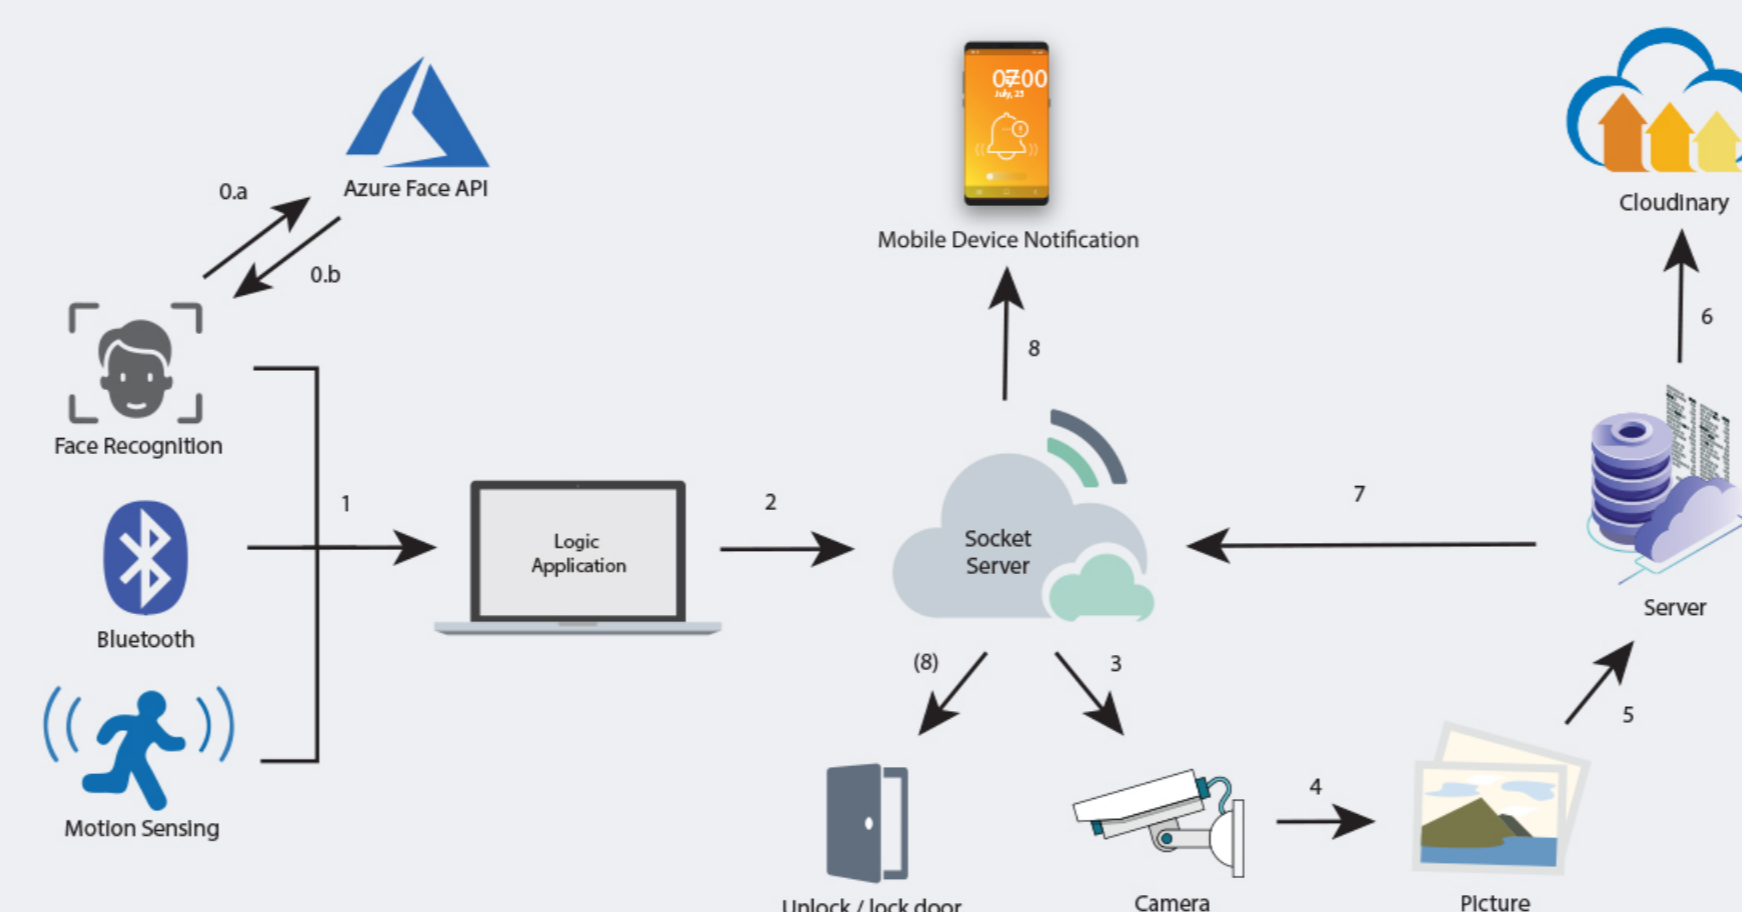 07:00
July, 25
Azure Face API
0.a
0.b
Cloudinary
Mobile Device Notification
6
8
Face Recognition
1
2
7
Logic
Application
Socket
Server
Server
Bluetooth
(8)
3
5
4
Motion Sensing
Unlock / lock door
Camera
Picture